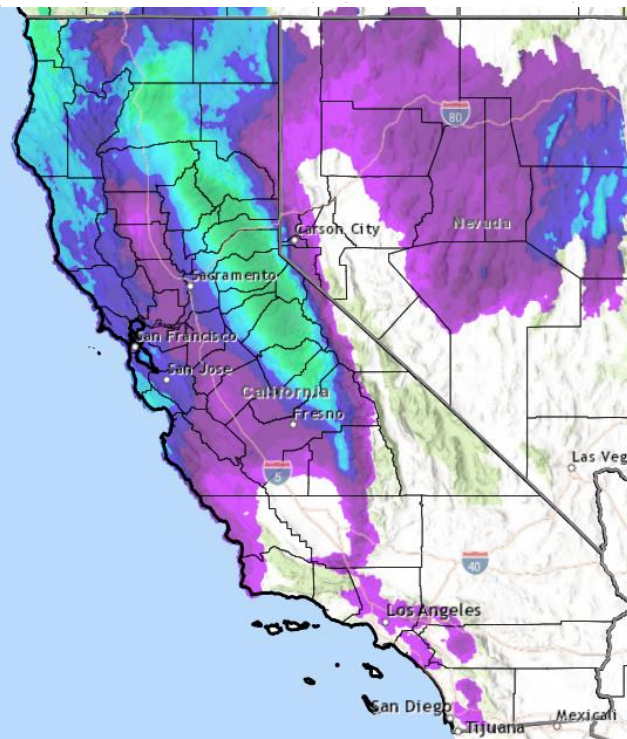 80
Nevada
Carson City
Sacramento
San Francisco
San Jose
California
Fresno
Las Veg
5
40
Los Angeles
San Diego
Tijuana
Mexicali